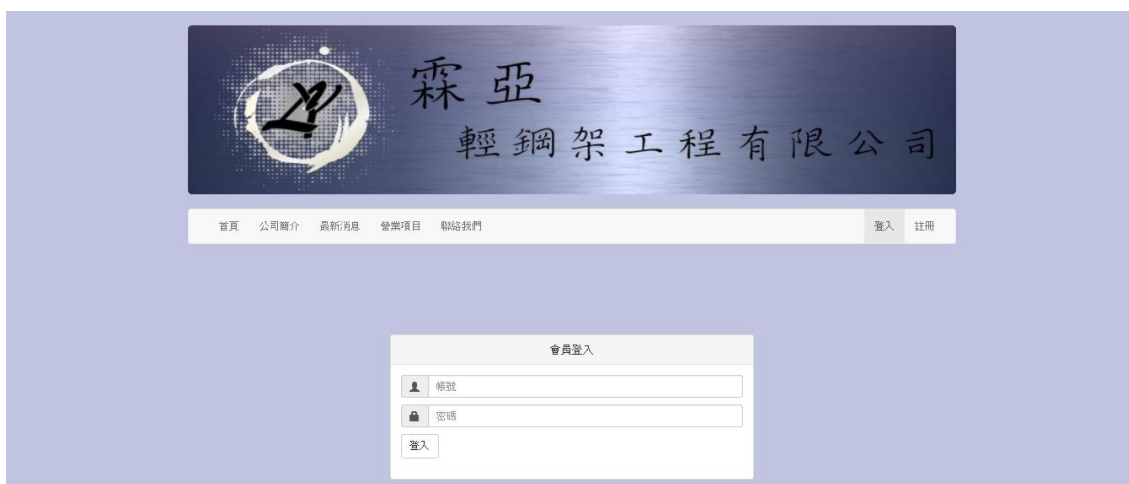 霖亞
輕鋼架工程有限公司
首頁 公司簡介 最新消息 營業項目 聯絡我們 登入 註冊
會員登入
帳號
密碼
登入